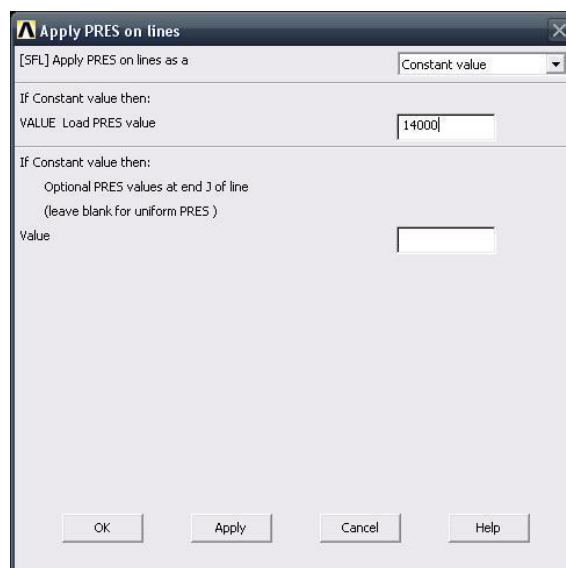 Apply PRES on lines
[SFL] Apply PRES on lines as a Constant value
If Constant value then:
VALUE Load PRES value 14000
If Constant value then:
Optional PRES values at end J of line
(leave blank for uniform PRES )
Value
OK Apply Cancel Help